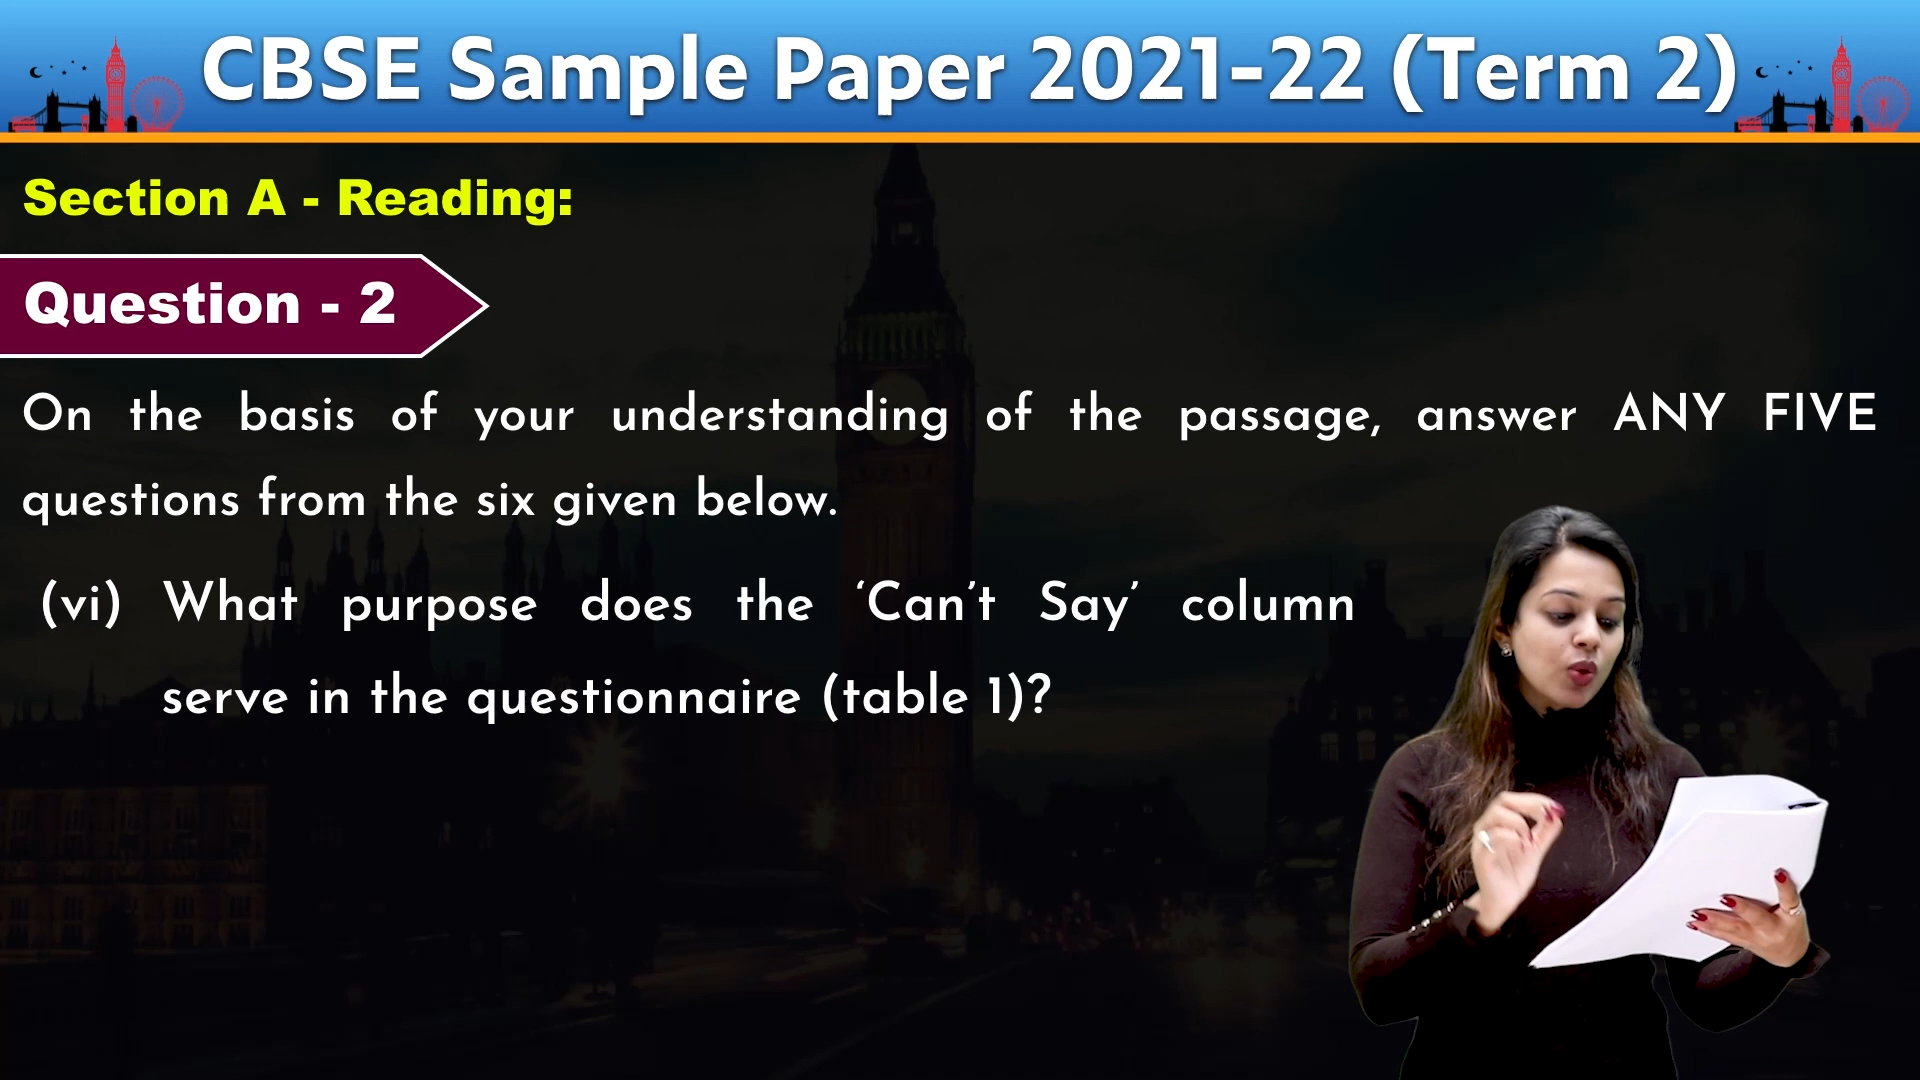 CBSE Sample Paper 2021-22 (Term 2)
Section A - Reading:
Question - 2
On the basis of your understanding of the passage, answer ANY FIVE
questions from the six given below.
(vi) What purpose does the ‘Can’t Say’ column
serve in the questionnaire (table 1)?